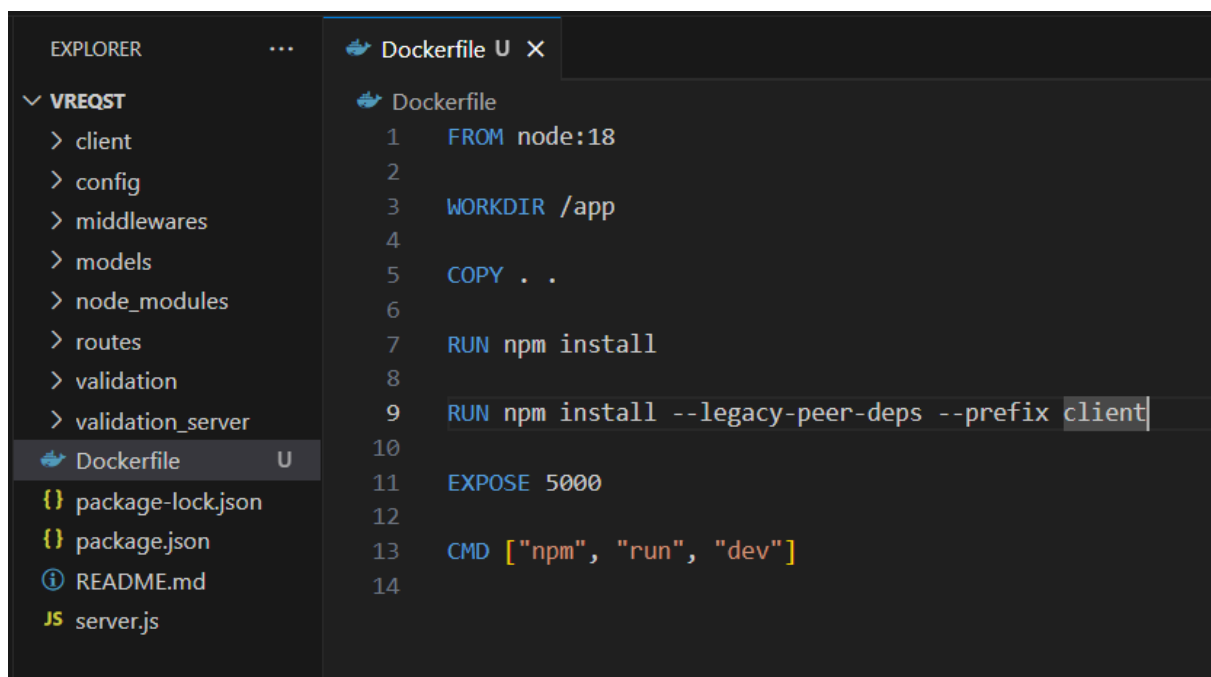 EXPLORER ...
VREQST
client
config
middlewares
models
node_modules
routes
validation
validation_server
Dockerfile U
package-lock.json
package.json
README.md
JS server.js
Dockerfile U
Dockerfile
1 FROM node:18
2
3 WORKDIR /app
4
5 COPY . .
6
7 RUN npm install
8
9 RUN npm install --legacy-peer-deps --prefix client
10
11 EXPOSE 5000
12
13 CMD ["npm", "run", "dev"]
14